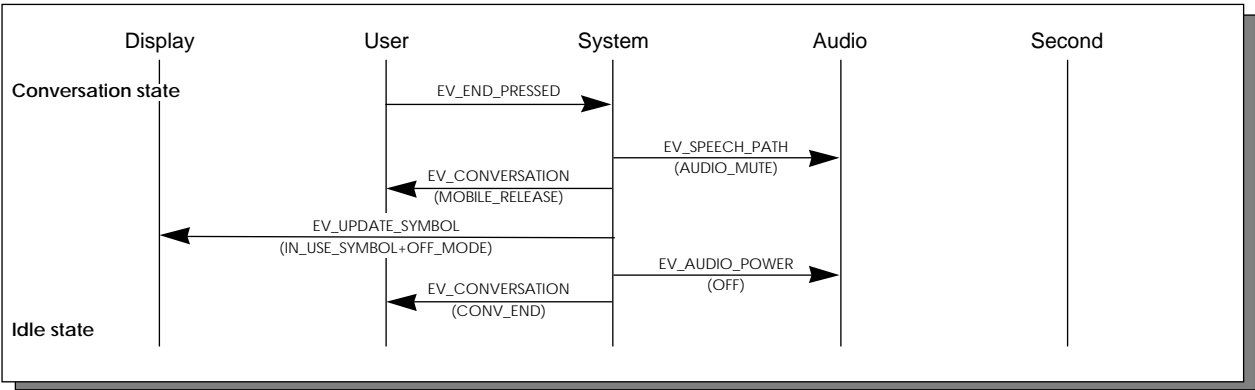 Display User System Audio Second
Conversation state
EV_END_PRESSED
EV_SPEECH_PATH
(AUDIO_MUTE)
EV_CONVERSATION
(MOBILE_RELEASE)
EV_UPDATE_SYMBOL
(IN_USE_SYMBOL+OFF_MODE)
EV_AUDIO_POWER
(OFF)
EV_CONVERSATION
(CONV_END)
Idle state